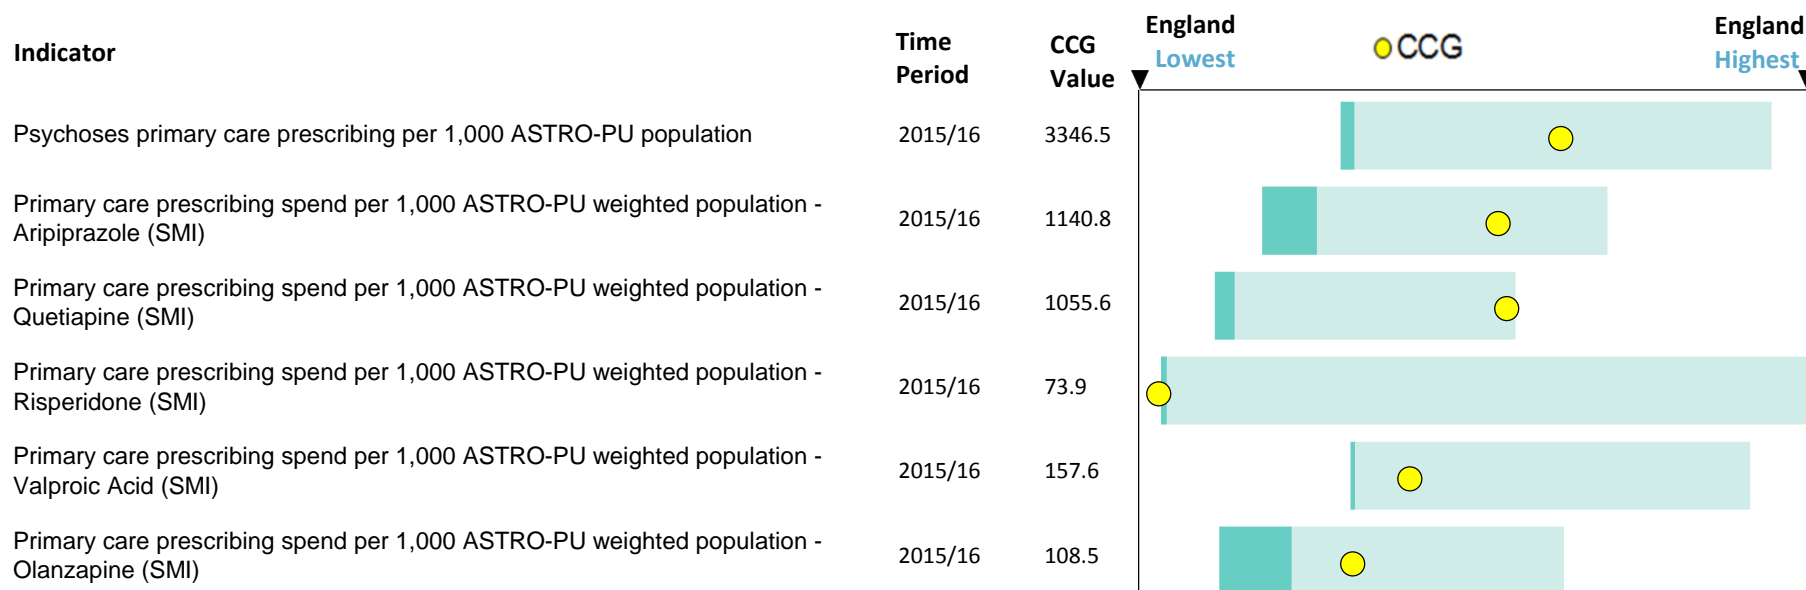 Indicator
Time
Period
CCG
Value
England
Lowest
CCG
England
Highest
Psychoses primary care prescribing per 1,000 ASTRO-PU population
2015/16
3346.5
Primary care prescribing spend per 1,000 ASTRO-PU weighted population -
Aripiprazole (SMI)
2015/16
1140.8
Primary care prescribing spend per 1,000 ASTRO-PU weighted population -
Quetiapine (SMI)
2015/16
1055.6
Primary care prescribing spend per 1,000 ASTRO-PU weighted population -
Risperidone (SMI)
2015/16
73.9
Primary care prescribing spend per 1,000 ASTRO-PU weighted population -
Valproic Acid (SMI)
2015/16
157.6
Primary care prescribing spend per 1,000 ASTRO-PU weighted population -
Olanzapine (SMI)
2015/16
108.5